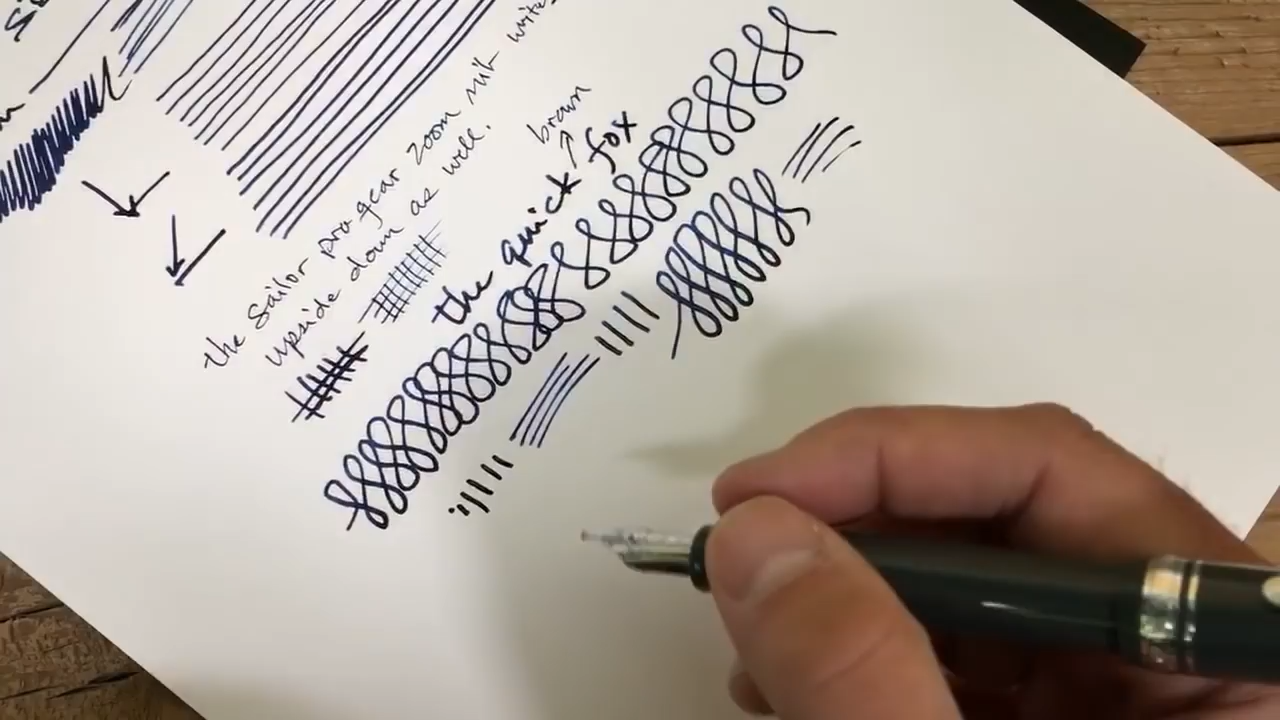 the Sailor pro gear zoom nib writes
upside down as well.
brown
the quick fox